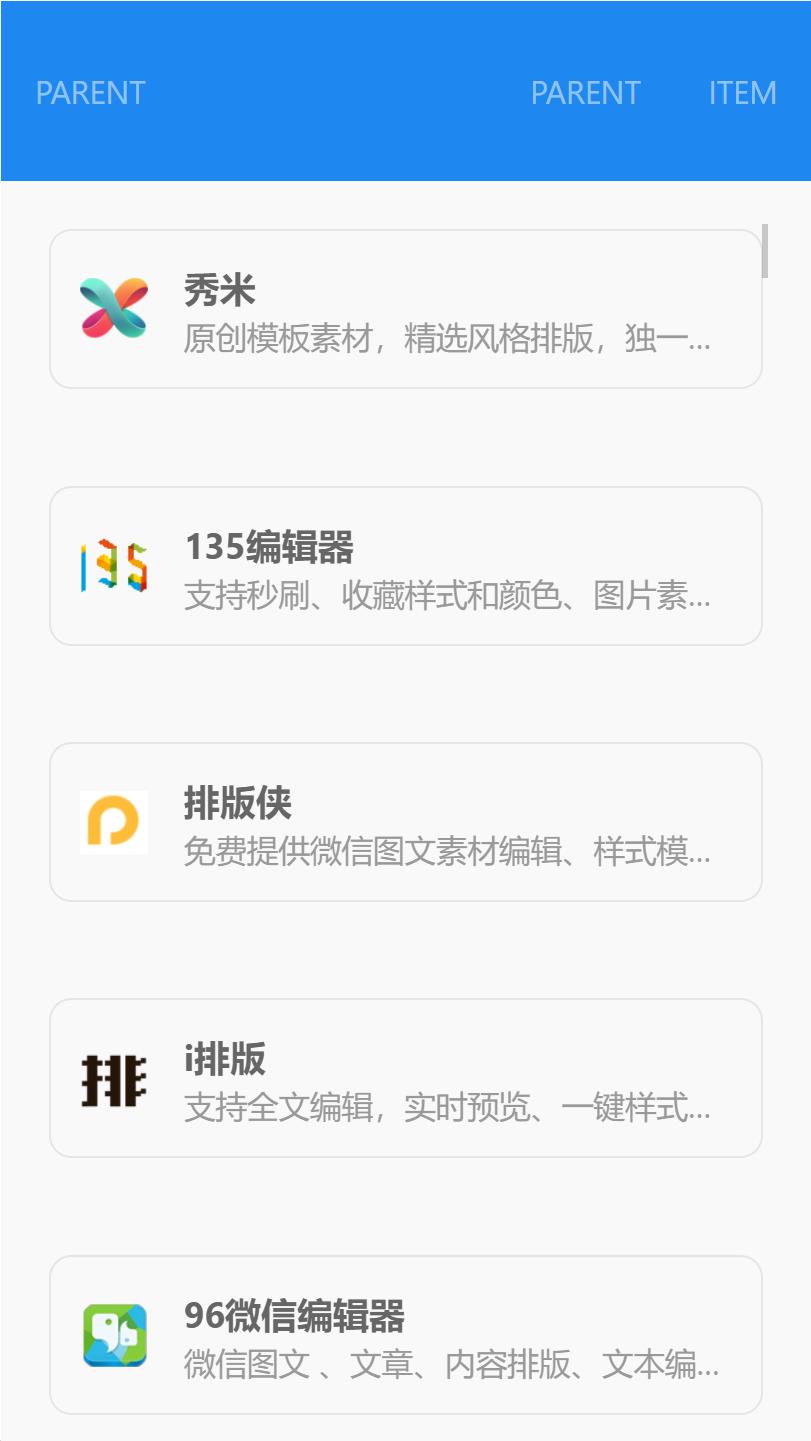 PARENT PARENT ITEM
秀米
原创模板素材，精选风格排版，独一...
135
135编辑器
支持秒刷、收藏样式和颜色、图片素...
排版侠
免费提供微信图文素材编辑、样式模...
排
i排版
支持全文编辑，实时预览、一键样式...
96
96微信编辑器
微信图文 、文章、内容排版、文本编...